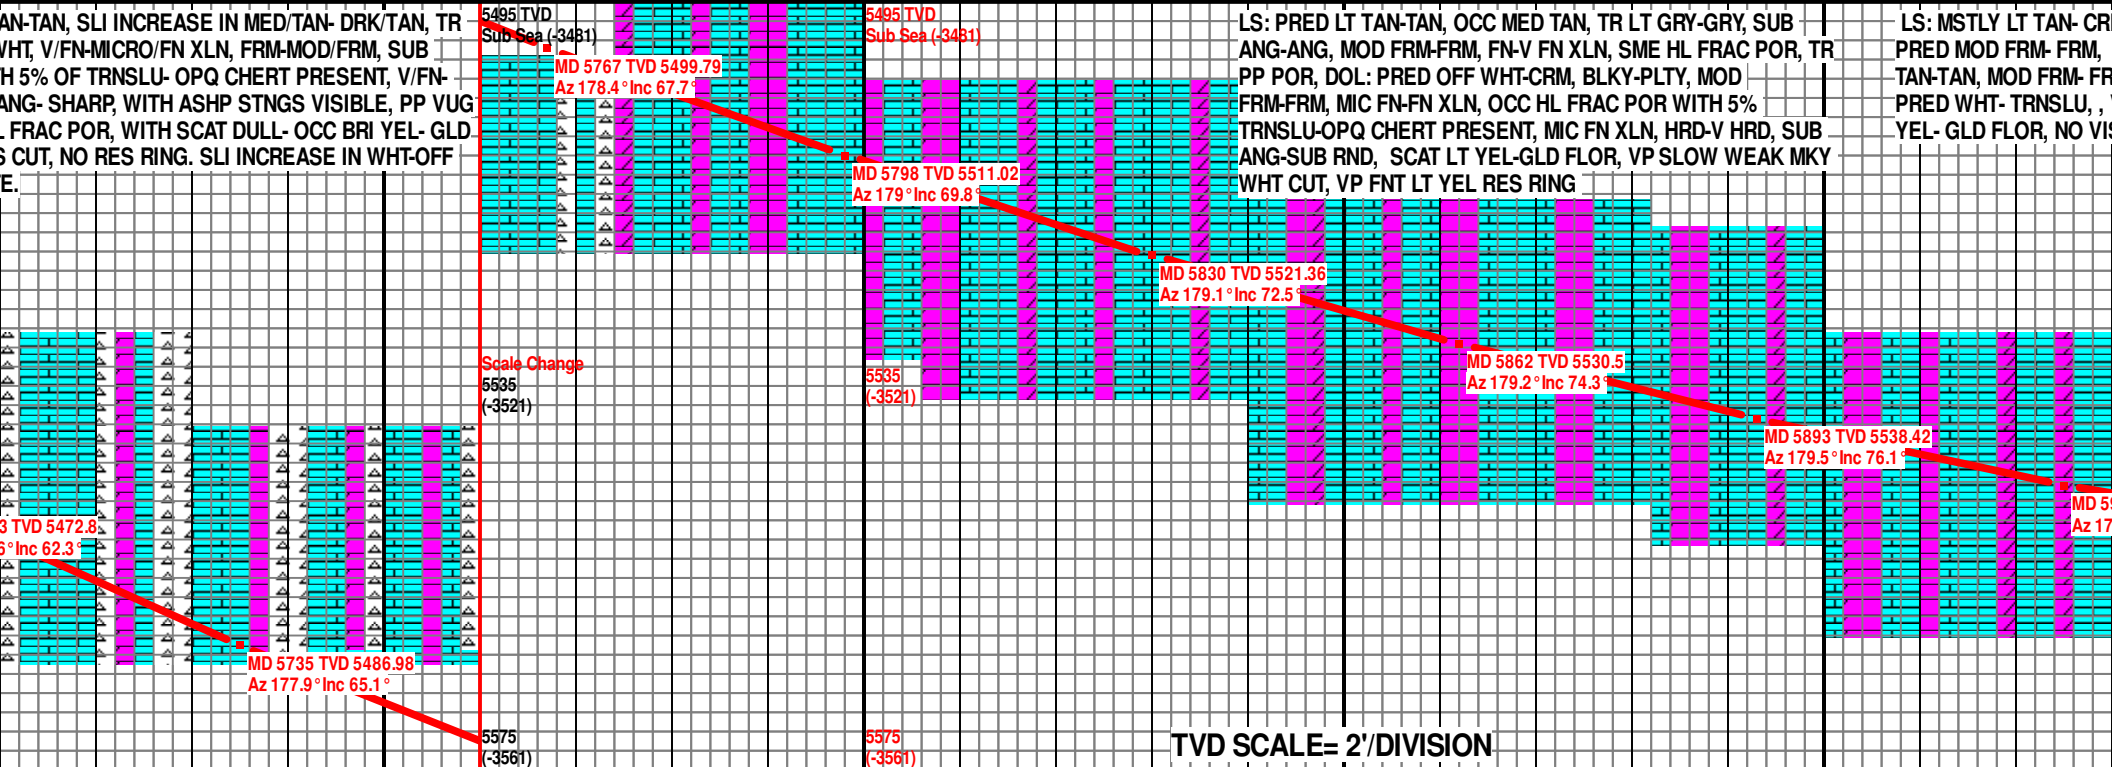 AN-TAN, SLI INCREASE IN MED/TAN- DRK/TAN, TR
WHT, V/FN-MICRO/FN XLN, FRM-MOD/FRM, SUB
H 5% OF TRNSLU- OPQ CHERT PRESENT, V/FN-
ANG- SHARP, WITH ASHP STNGS VISIBLE, PP VUG
L FRAC POR, WITH SCAT DULL- OCC BRI YEL- GLD
S CUT, NO RES RING. SLI INCREASE IN WHT-OFF
TE.
3 TVD 5472.8
6° Inc 62.3°
MD 5735 TVD 5486.98
Az 177.9° Inc 65.1°
5495 TVD
Sub Sea (-3481)
MD 5767 TVD 5499.79
Az 178.4° Inc 67.7°
Scale Change
5535
(-3521)
5575
(-3561)
5495 TVD
Sub Sea (-3481)
MD 5798 TVD 5511.02
Az 179° Inc 69.8°
5535
(-3521)
5575
(-3561)
LS: PRED LT TAN-TAN, OCC MED TAN, TR LT GRY-GRY, SUB
ANG-ANG, MOD FRM-FRM, FN-V FN XLN, SME HL FRAC POR, TR
PP POR, DOL: PRED OFF WHT-CRM, BLKY-PLTY, MOD
FRM-FRM, MIC FN-FN XLN, OCC HL FRAC POR WITH 5%
TRNSLU-OPQ CHERT PRESENT, MIC FN XLN, HRD-V HRD, SUB
ANG-SUB RND, SCAT LT YEL-GLD FLOR, VP SLOW WEAK MKY
WHT CUT, VP FNT LT YEL RES RING
MD 5830 TVD 5521.36
Az 179.1° Inc 72.5°
MD 5862 TVD 5530.5
Az 179.2° Inc 74.3°
MD 5893 TVD 5538.42
Az 179.5° Inc 76.1°
TVD SCALE= 2'/DIVISION
LS: MSTLY LT TAN- CR
PRED MOD FRM- FRM,
TAN-TAN, MOD FRM- FR
PRED WHT- TRNSLU, ,
YEL- GLD FLOR, NO VIS
MD 59
Az 17